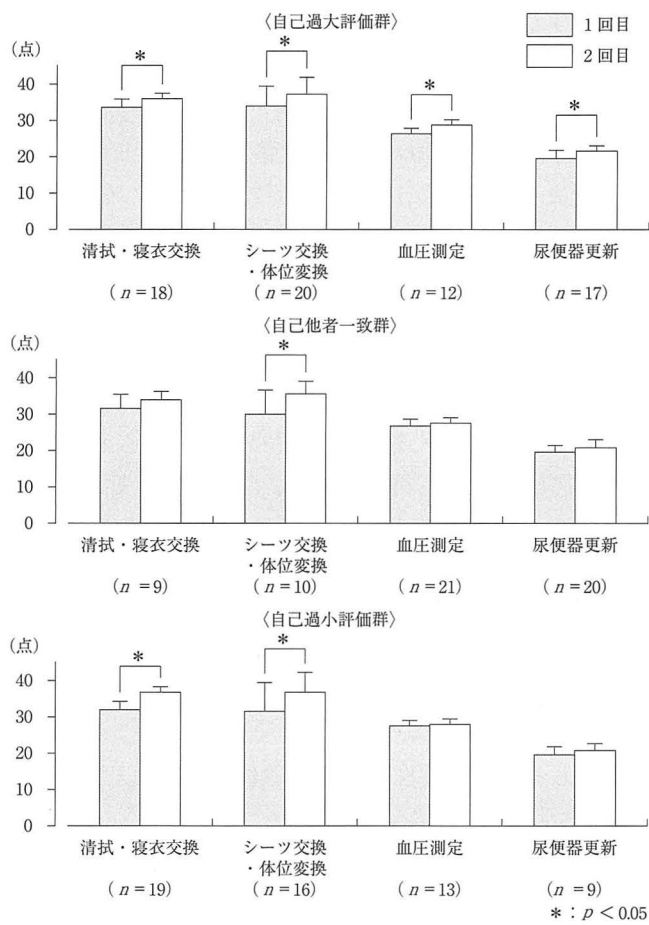 〈自己過大評価群〉
1回目
2回目
(点)
40
30
20
10
0
* * * *
清拭・寝衣交換 シーツ交換 血圧測定 尿便器更新
・体位変換
(n=18) (n=20) (n=12) (n=17)
〈自己他者一致群〉
(点)
40
30
20
10
0
*
清拭・寝衣交換 シーツ交換 血圧測定 尿便器更新
・体位変換
(n=9) (n=10) (n=21) (n=20)
〈自己過小評価群〉
(点)
40
30
20
10
0
* *
清拭・寝衣交換 シーツ交換 血圧測定 尿便器更新
・体位変換
(n=19) (n=16) (n=13) (n=9)
*:p<0.05